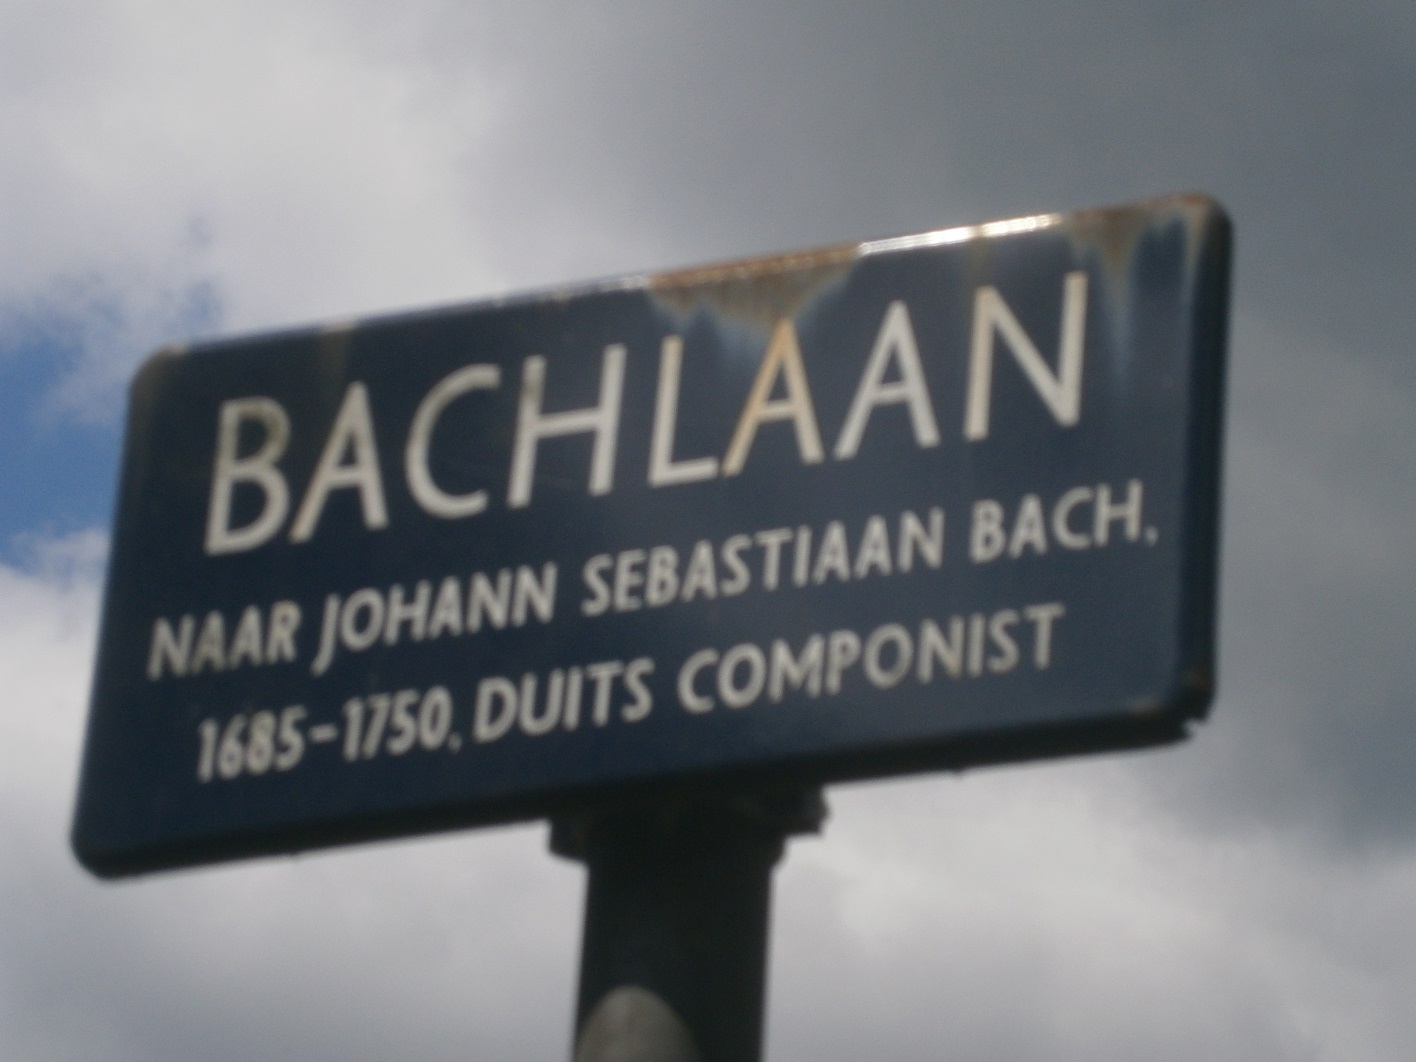 BACHLAAN
NAAR JOHANN SEBASTIAAN BACH,
1685-1750, DUITS COMPONIST